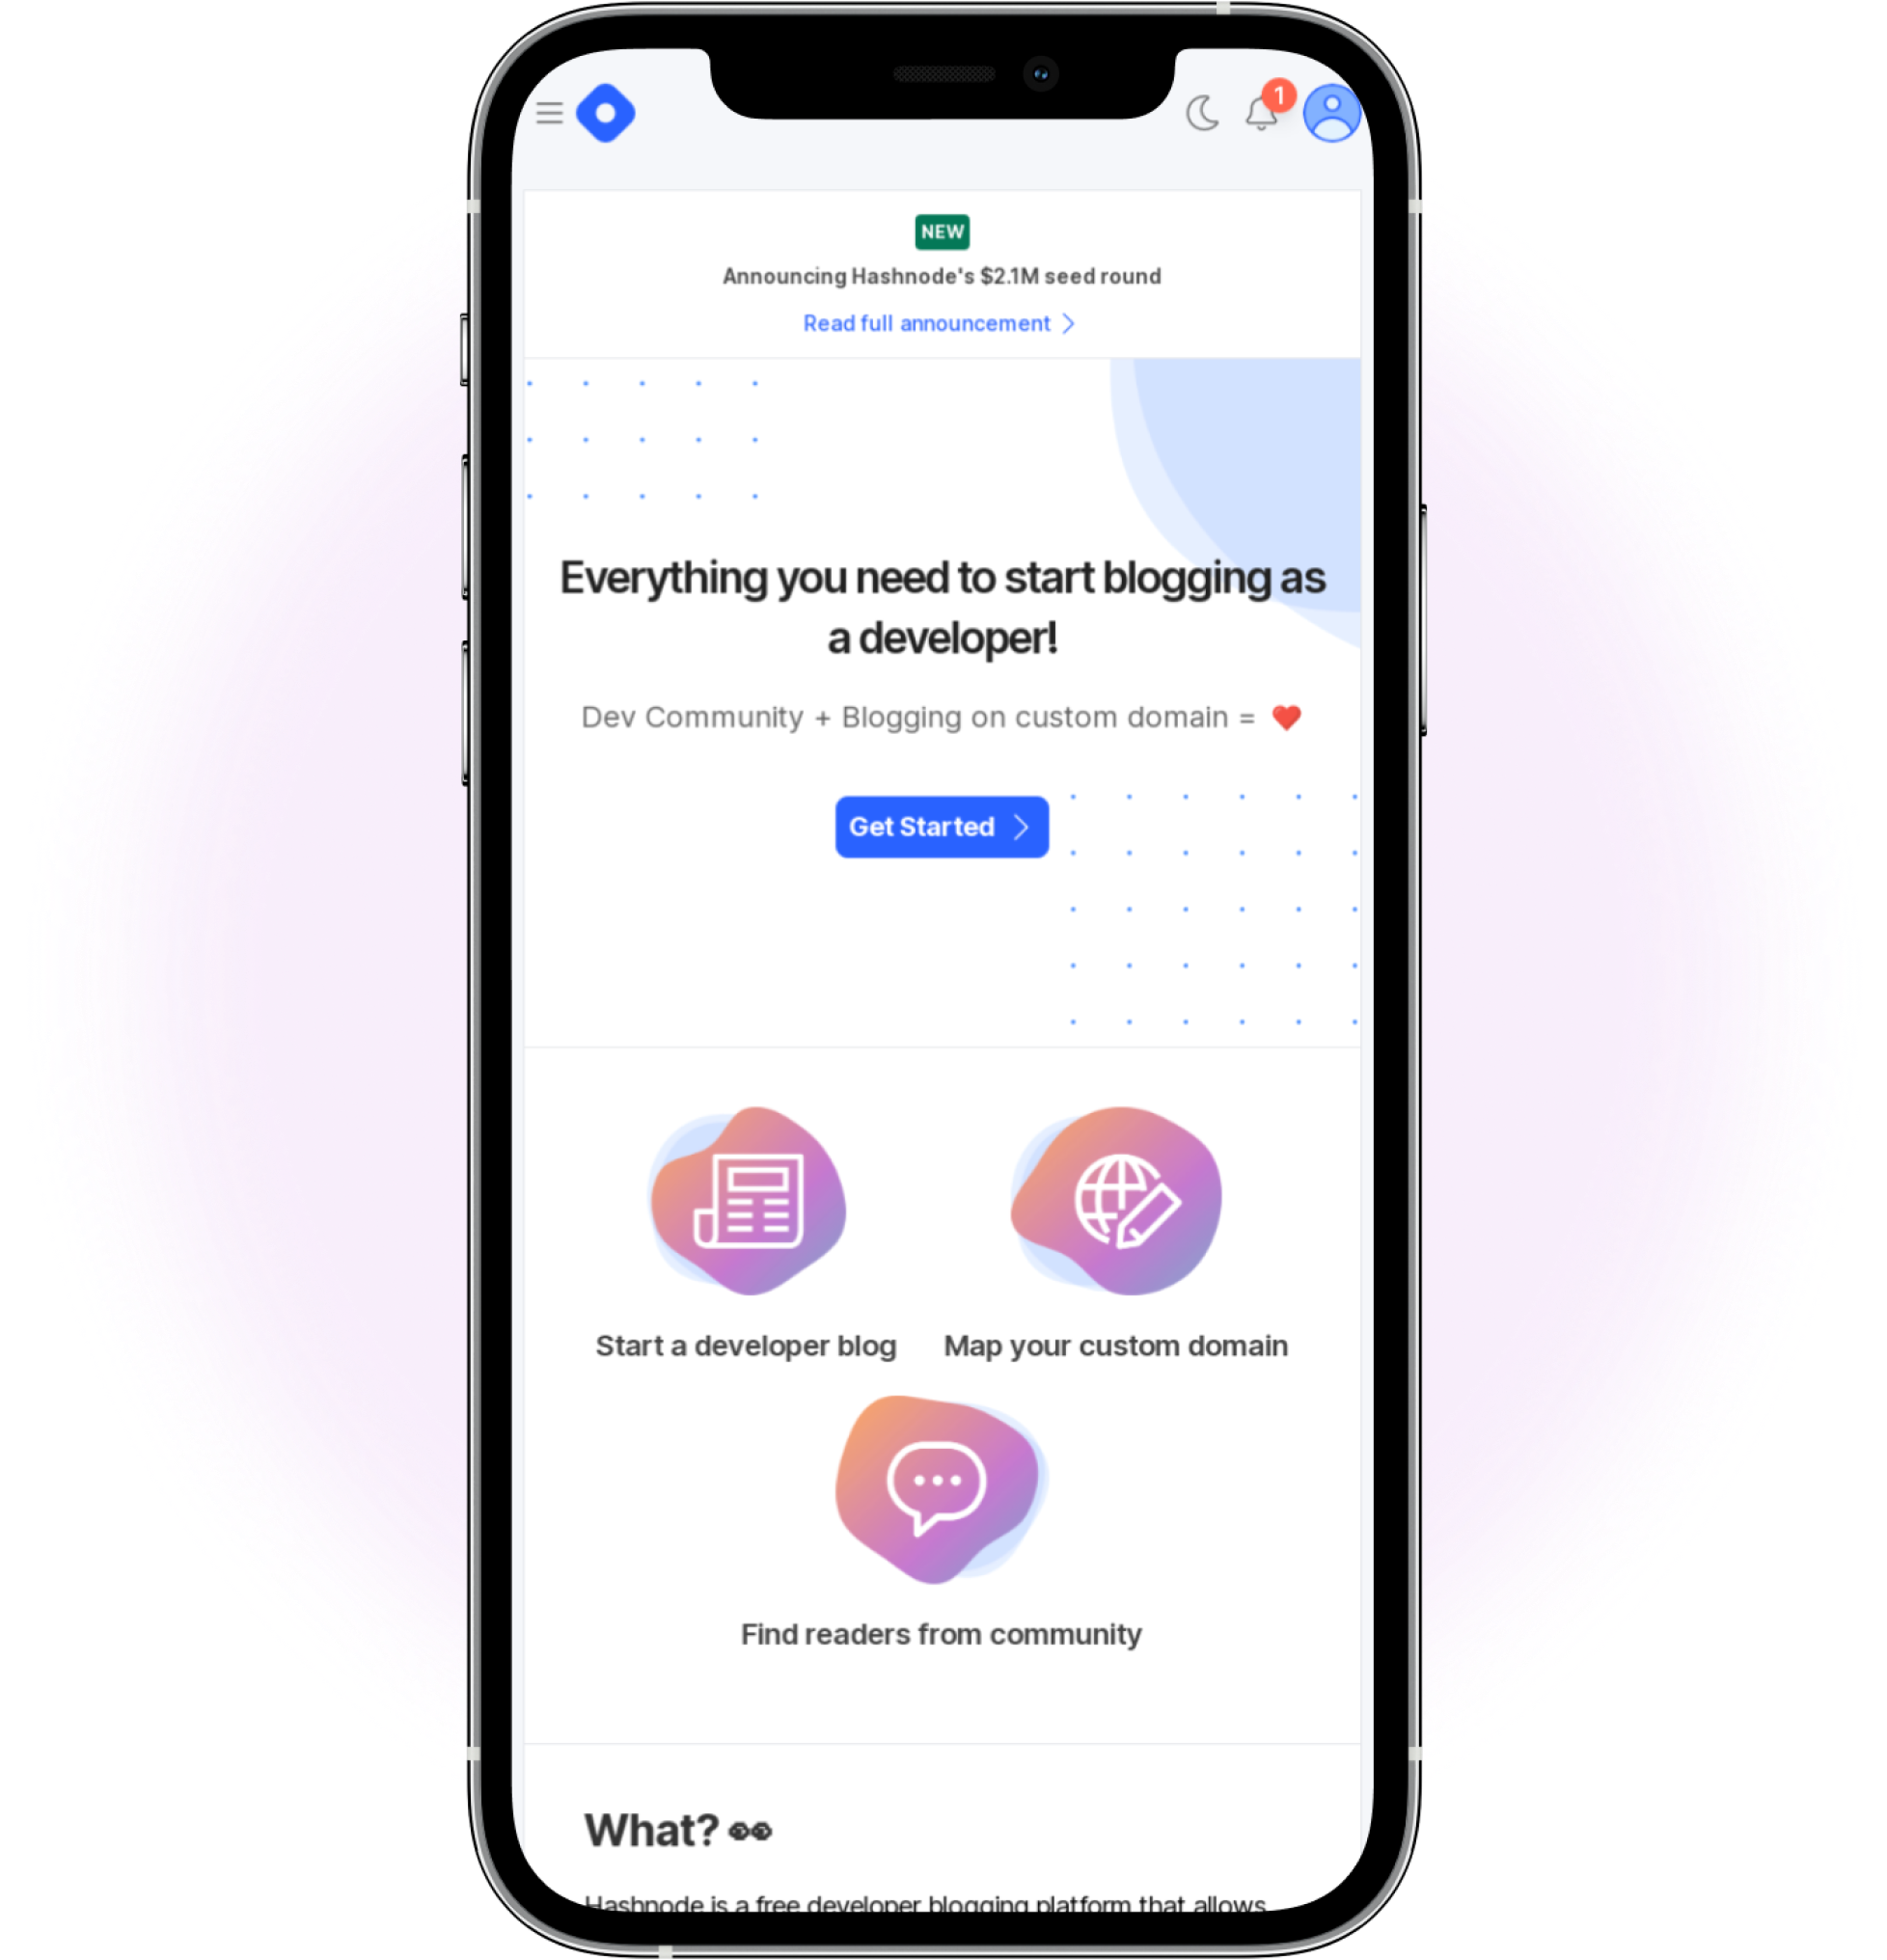 1
NEW
Announcing Hashnode's $2.1M seed round
Read full announcement
Everything you need to start blogging as
a developer!
Dev Community + Blogging on custom domain = ❤️
Get Started
Start a developer blog
Map your custom domain
Find readers from community
What? 👀
Hashnode is a free developer blogging platform that allows